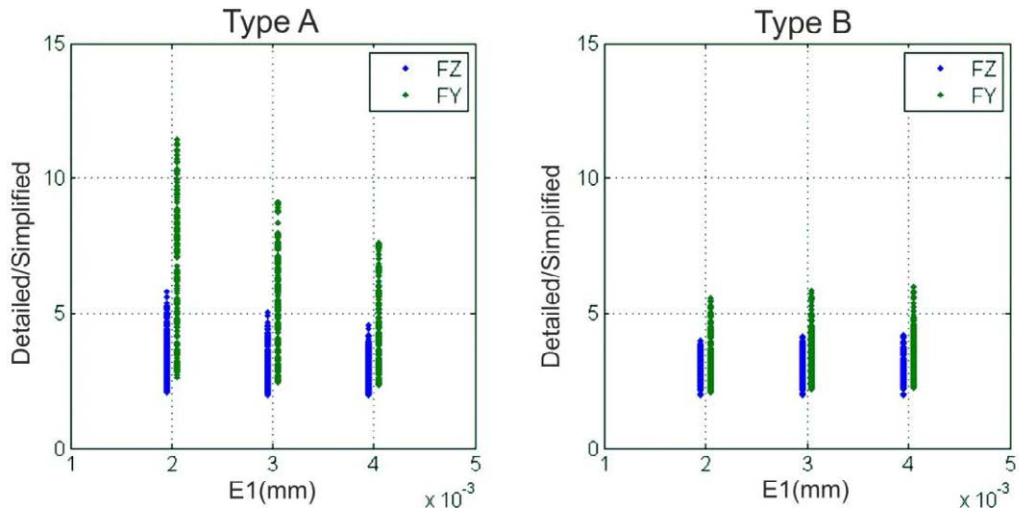 Type A
15
FZ
FY
10
Detailed/Simplified
5
0
1 2 3 4 5
E1(mm)
x 10-3
Type B
15
FZ
FY
10
Detailed/Simplified
5
0
1 2 3 4 5
E1(mm)
x 10-3